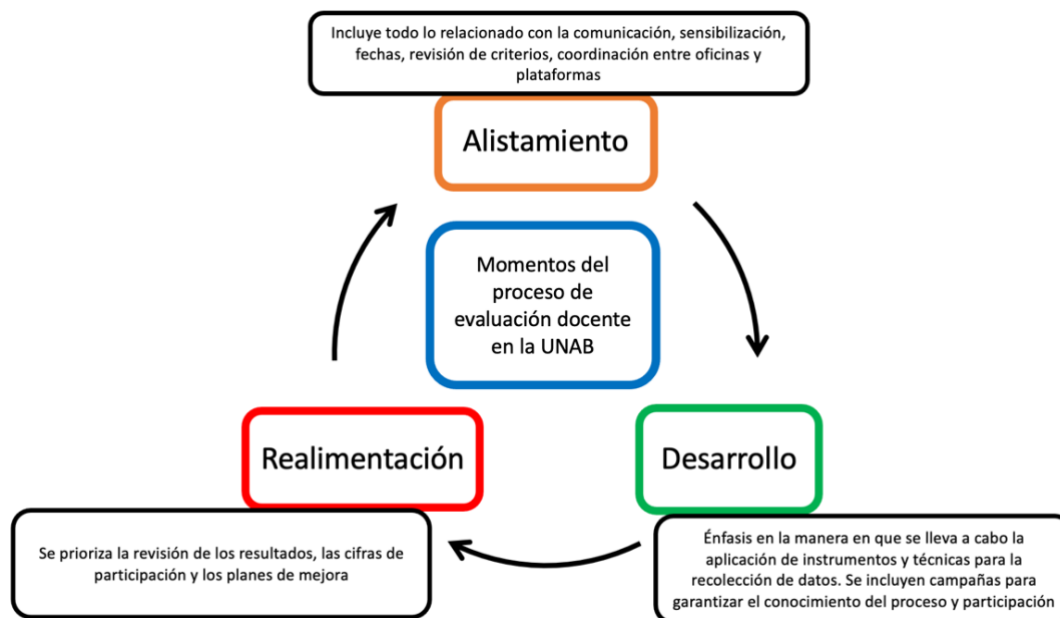 Incluye todo lo relacionado con la comunicación, sensibilización,
fechas, revisión de criterios, coordinación entre oficinas y
plataformas
Alistamiento
Momentos del
proceso de
evaluación docente
en la UNAB
Realimentación
Desarrollo
Se prioriza la revisión de los resultados, las cifras de
participación y los planes de mejora
Énfasis en la manera en que se lleva a cabo la
aplicación de instrumentos y técnicas para la
recolección de datos. Se incluyen campañas para
garantizar el conocimiento del proceso y participación